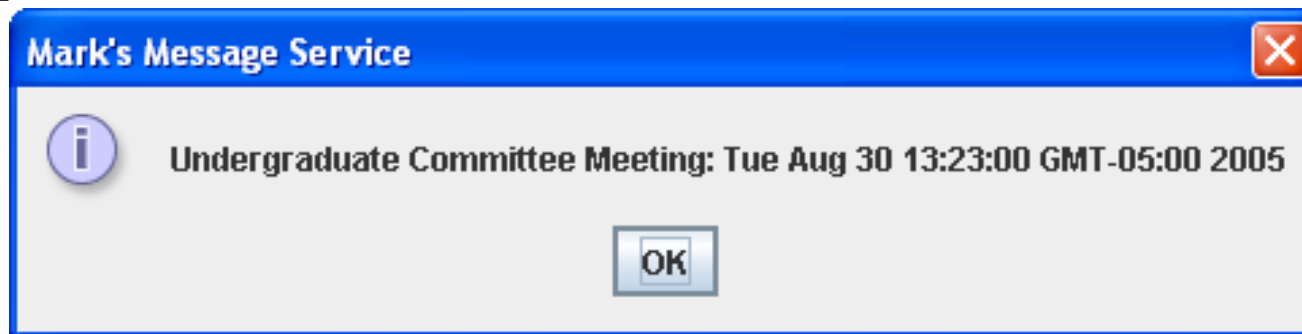 Mark's Message Service
i
Undergraduate Committee Meeting: Tue Aug 30 13:23:00 GMT-05:00 2005
OK